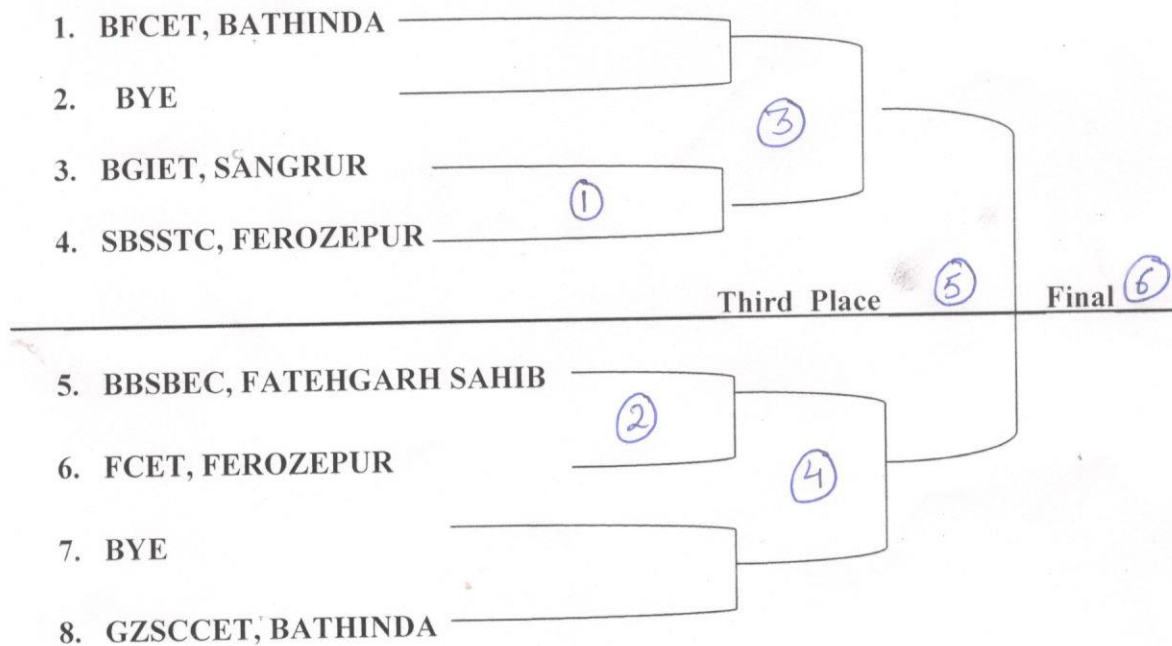 1. BFCET, BATHINDA
2. BYE
3
3. BGIET, SANGRUR
1
4. SBSSTC, FEROZEPUR
Third Place 5 Final 6
5. BBSBEC, FATEHGARH SAHIB
2
6. FCET, FEROZEPUR
4
7. BYE
8. GZSCCET, BATHINDA